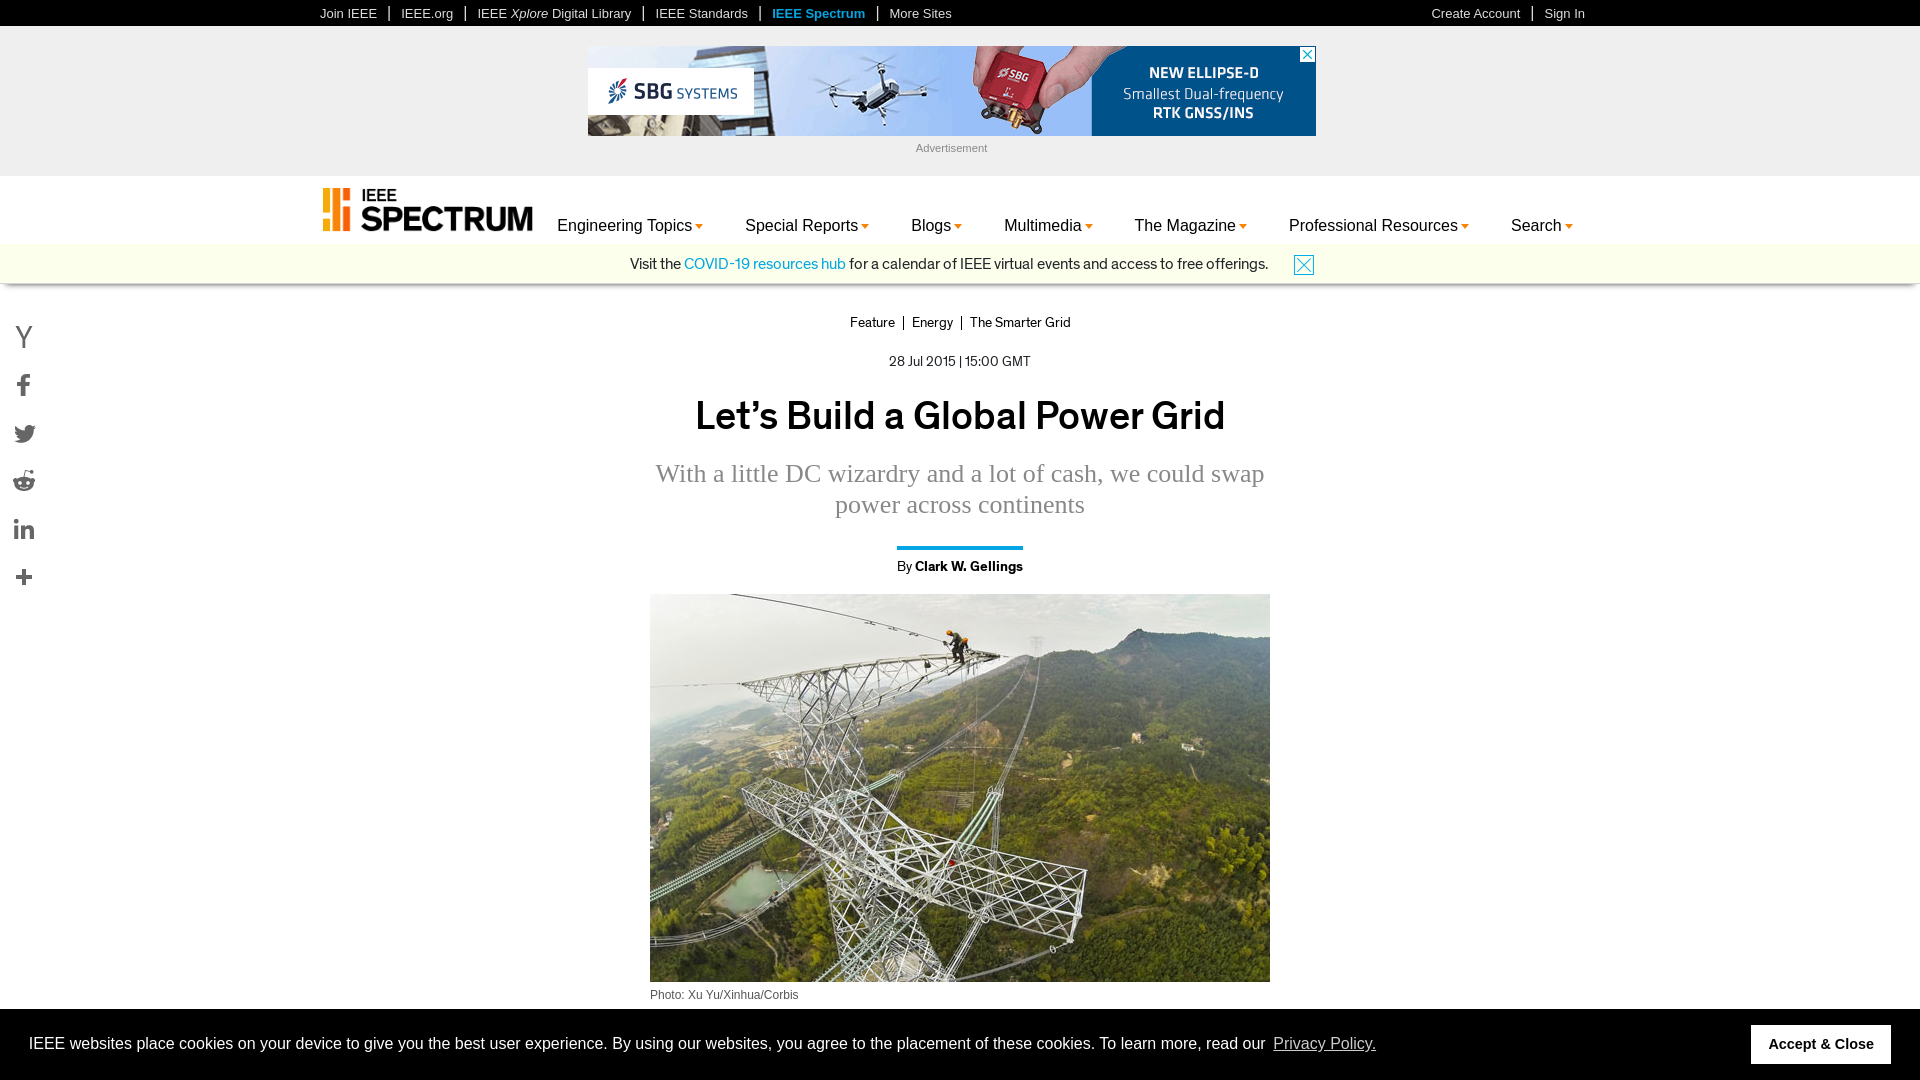 Join IEEE | IEEE.org | IEEE Xplore Digital Library | IEEE Standards | IEEE Spectrum | More Sites
Create Account | Sign In
SBG SYSTEMS
SBG
NEW ELLIPSE-D
Smallest Dual-frequency
RTK GNSS/INS
Advertisement
IEEE
SPECTRUM
Engineering Topics Special Reports Blogs Multimedia The Magazine Professional Resources Search
Visit the COVID-19 resources hub for a calendar of IEEE virtual events and access to free offerings.
Feature | Energy | The Smarter Grid
28 Jul 2015 | 15:00 GMT
Let’s Build a Global Power Grid
With a little DC wizardry and a lot of cash, we could swap
power across continents
By Clark W. Gellings
Photo: Xu Yu/Xinhua/Corbis
IEEE websites place cookies on your device to give you the best user experience. By using our websites, you agree to the placement of these cookies. To learn more, read our Privacy Policy.
Accept & Close